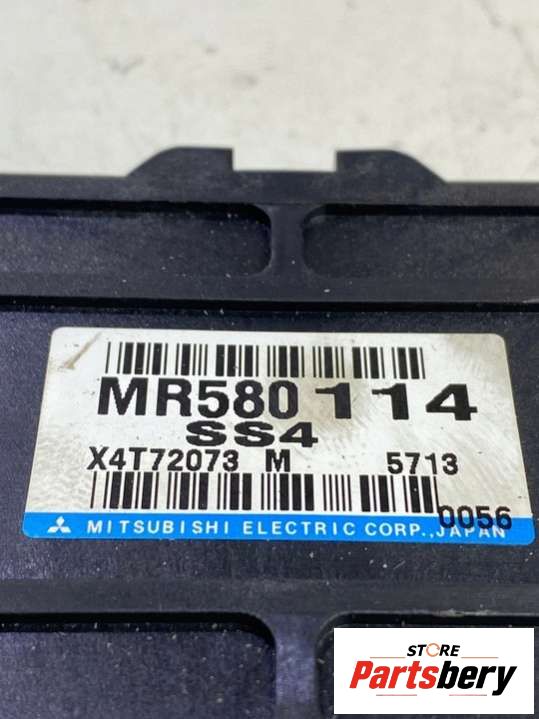 MR580114
SS4
X4T72073 M 5713
0056
MITSUBISHI ELECTRIC CORP., JAPAN
STORE
Partsbery